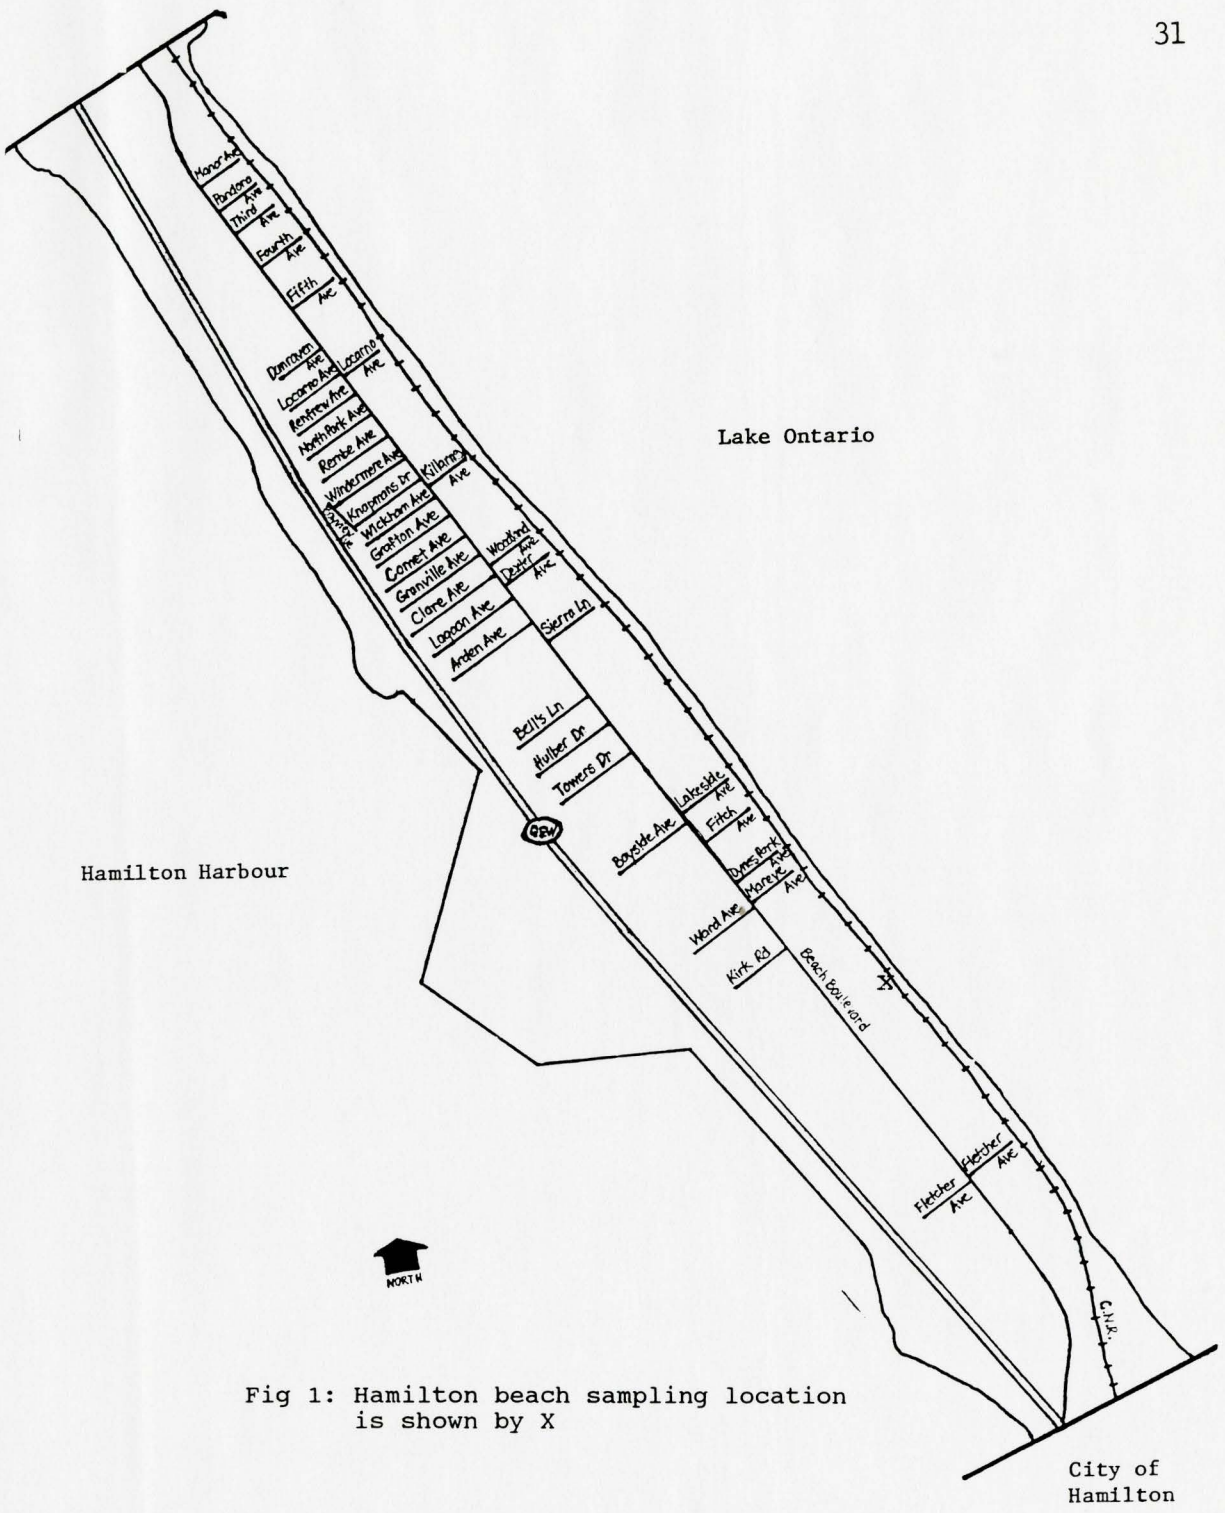 31
Manor Ave
Pandora
Ave
Third
Ave
Fourth
Ave
Fifth
Ave
Dunraven
Ave
Locarno
Ave
Locarno Ave
Renfrew Ave
North Park Ave
Rembe Ave
Windermere Ave
Killarney
Ave
Knapmans Dr
Wickham Ave
Grafton Ave
Comet Ave
Granville Ave
Clare Ave
Lagoon Ave
Arden Ave
Woodland
Ave
Dexter
Ave
Sierra Ln
Lake Ontario
Bell's Ln
Hulber Dr
Towers Dr
Lakeside
Ave
Fitch
Ave
Bayside Ave
QEW
Dynes Park
Ave
Mareve
Ave
Ward Ave
Kirk Rd
Beach Boulevard
X
Hamilton Harbour
Fletcher
Ave
Fletcher
Ave
NORTH
C.N.R.
Fig 1: Hamilton beach sampling location
is shown by X
City of
Hamilton